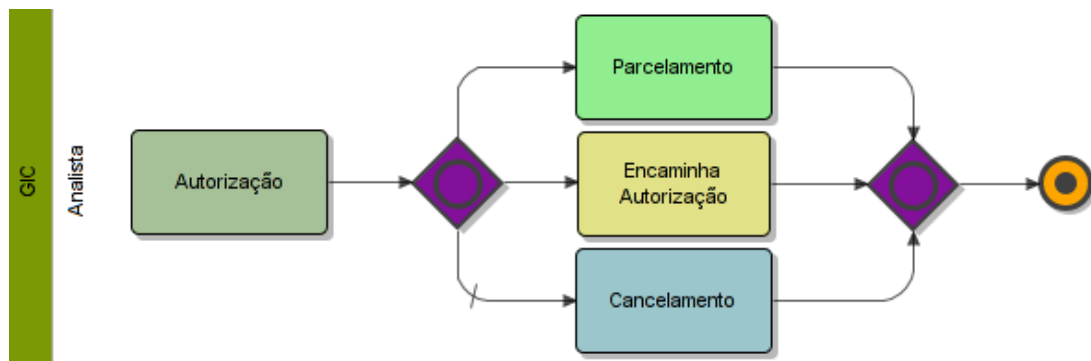 GIC
Analista
Autorização
Parcelamento
Encaminha
Autorização
Cancelamento